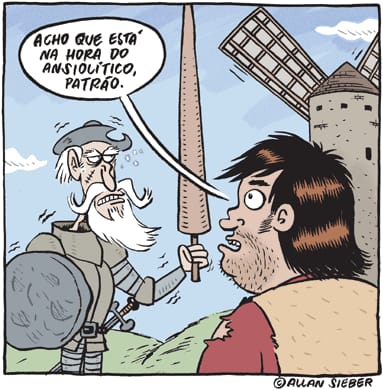 ACHO QUE ESTÁ
NA HORA DO
ANSIOLÍTICO,
PATRÃO.
©ALLAN SIEBER